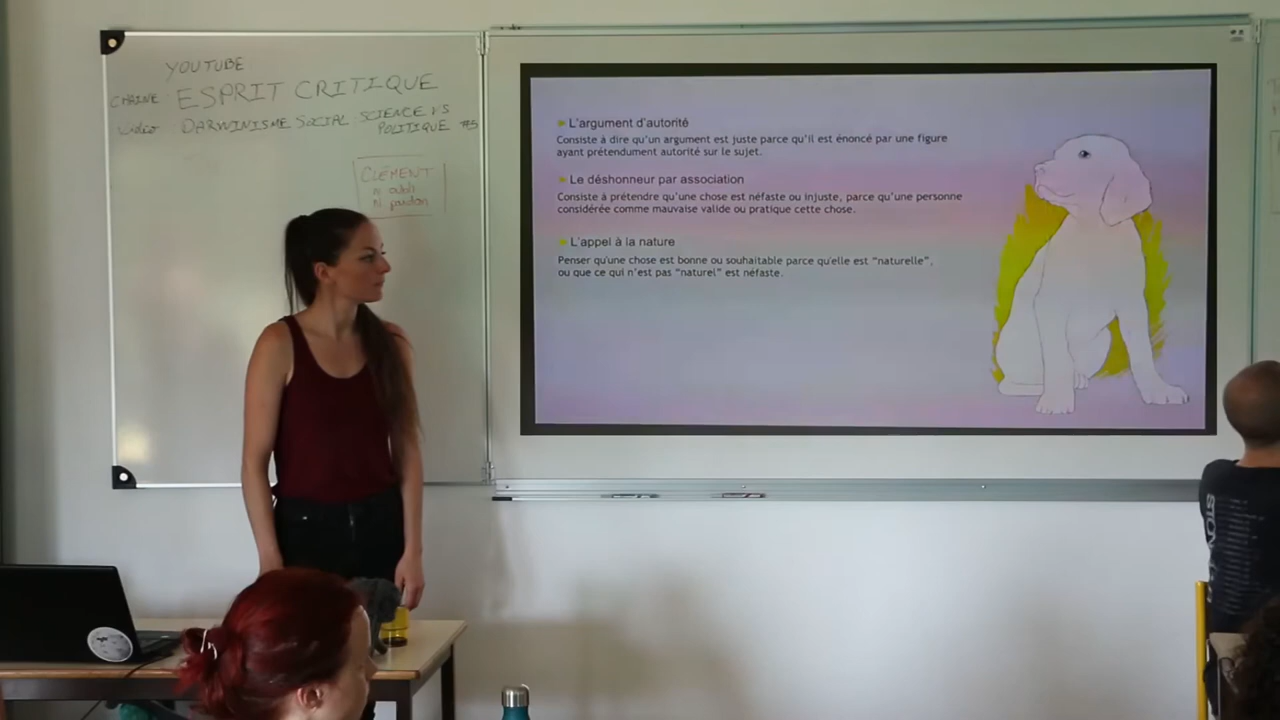 YOUTUBE
CHAINE ESPRIT CRITIQUE
Vidéo DARWINISME SOCIAL SCIENCE VS
POLITIQUE #5
CLÉMENT
N oubli
N pardon
L'argument d'autorité
Consiste à dire qu'un argument est juste parce qu'il est énoncé par une figure
ayant prétendument autorité sur le sujet.
Le déshonneur par association
Consiste à prétendre qu'une chose est néfaste ou injuste, parce qu'une personne
considérée comme mauvaise valide ou pratique cette chose.
L'appel à la nature
Penser qu'une chose est bonne ou souhaitable parce qu'elle est "naturelle",
ou que ce qui n'est pas "naturel" est néfaste.